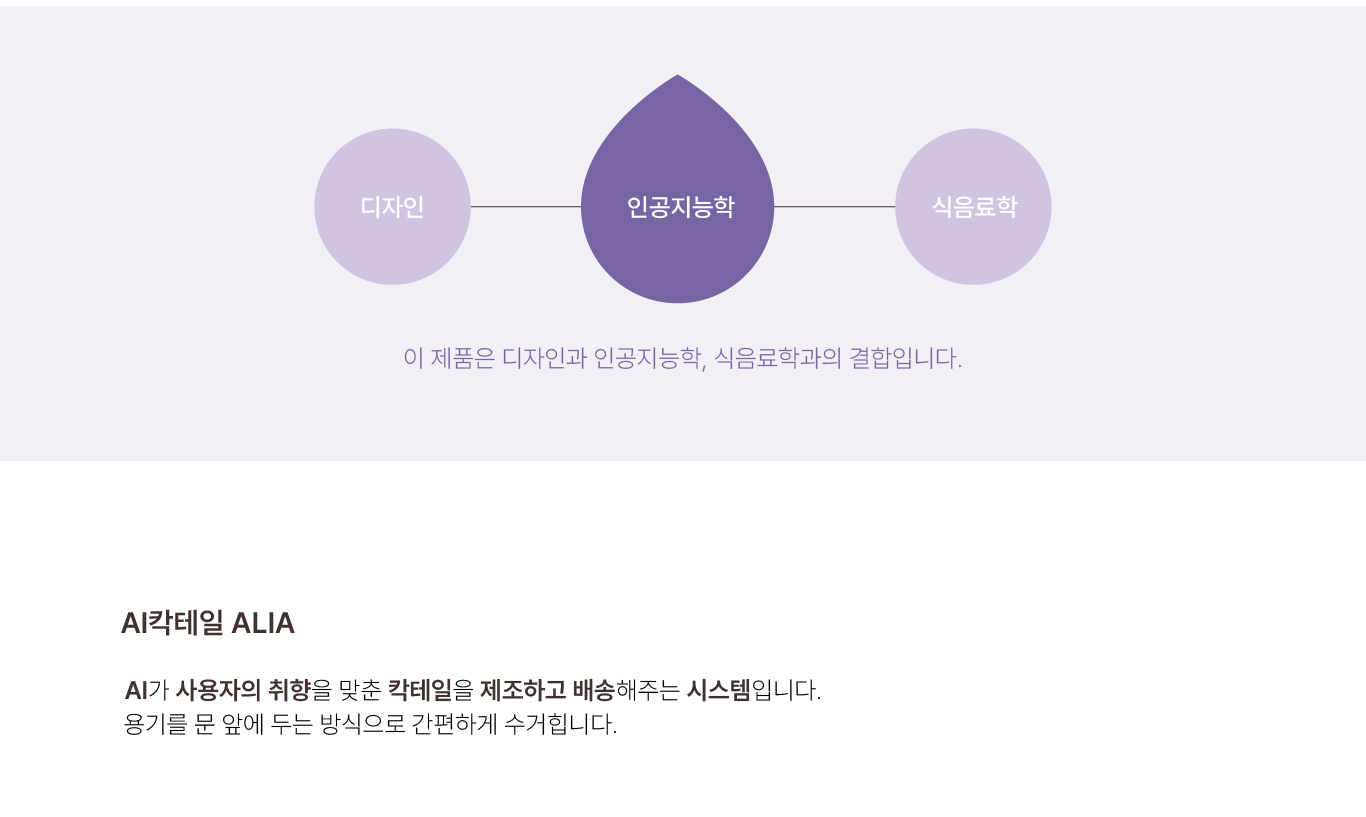 디자인
인공지능학
식음료학
이 제품은 디자인과 인공지능학, 식음료학과의 결합입니다.
AI칵테일 ALIA
AI가 사용자의 취향을 맞춘 칵테일을 제조하고 배송해주는 시스템입니다.
용기를 문 앞에 두는 방식으로 간편하게 수거힙니다.